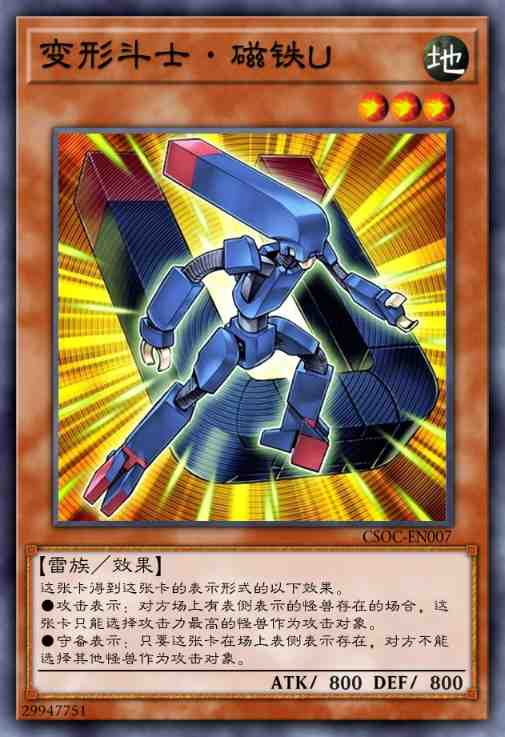 变形斗士·磁铁U
地
CSOC-EN007
【雷族／效果】
这张卡得到这张卡的表示形式的以下效果。
●攻击表示：对方场上有表侧表示的怪兽存在的场合，这
张卡只能选择攻击力最高的怪兽作为攻击对象。
●守备表示：只要这张卡在场上表侧表示存在，对方不能
选择其他怪兽作为攻击对象。
ATK/ 800 DEF/ 800
29947751